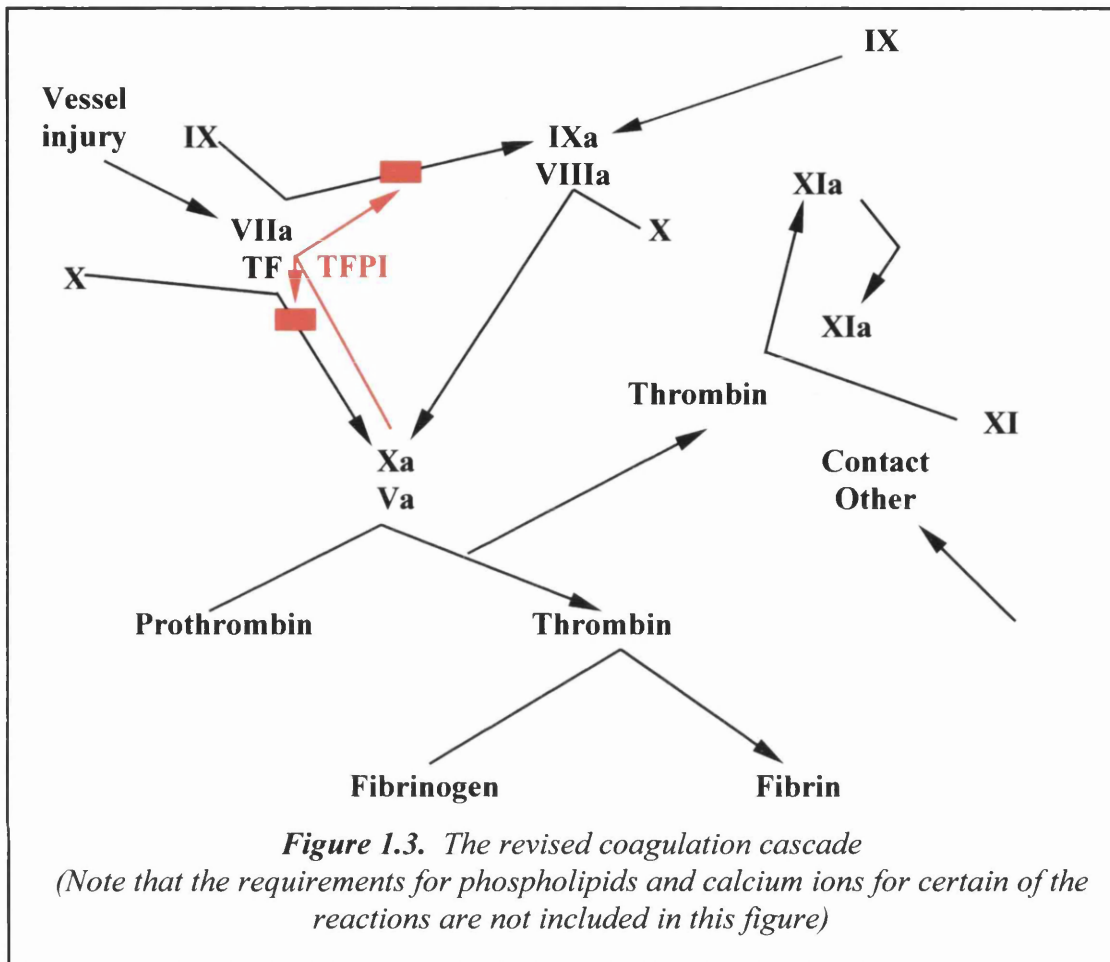 IX
Vessel
injury
IX
IXa
VIIIa
XIa
VIIa
TF
TFPI
X
X
XIa
Thrombin
XI
Xa
Va
Contact
Other
Prothrombin
Thrombin
Fibrinogen
Fibrin
Figure 1.3. The revised coagulation cascade
(Note that the requirements for phospholipids and calcium ions for certain of the
reactions are not included in this figure)